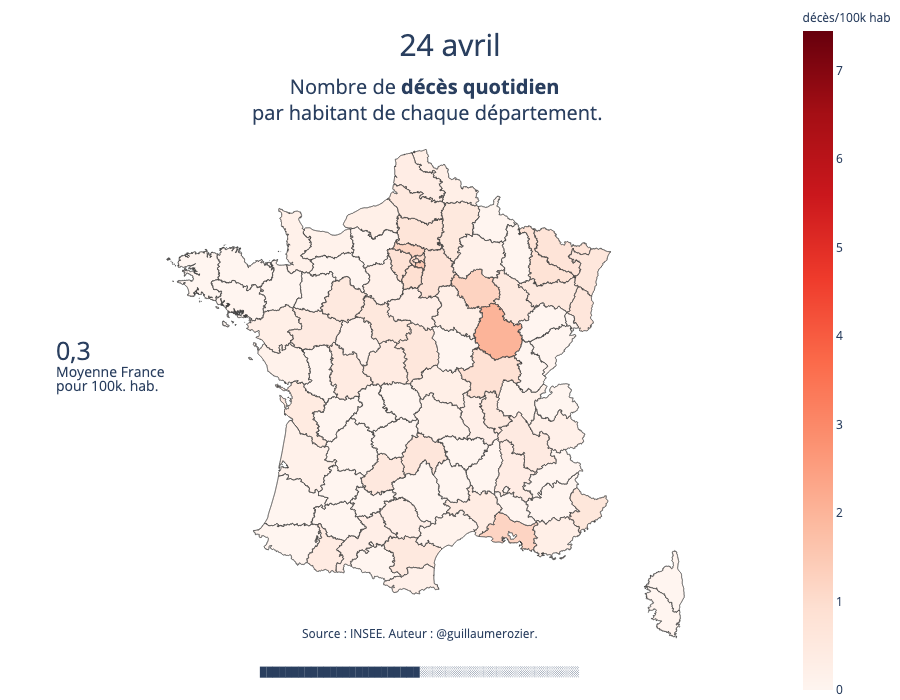 décès/100k hab
24 avril
Nombre de décès quotidien
par habitant de chaque département.
7
6
5
4
3
2
1
0
0,3
Moyenne France
pour 100k. hab.
Source : INSEE. Auteur : @guillaumerozier.